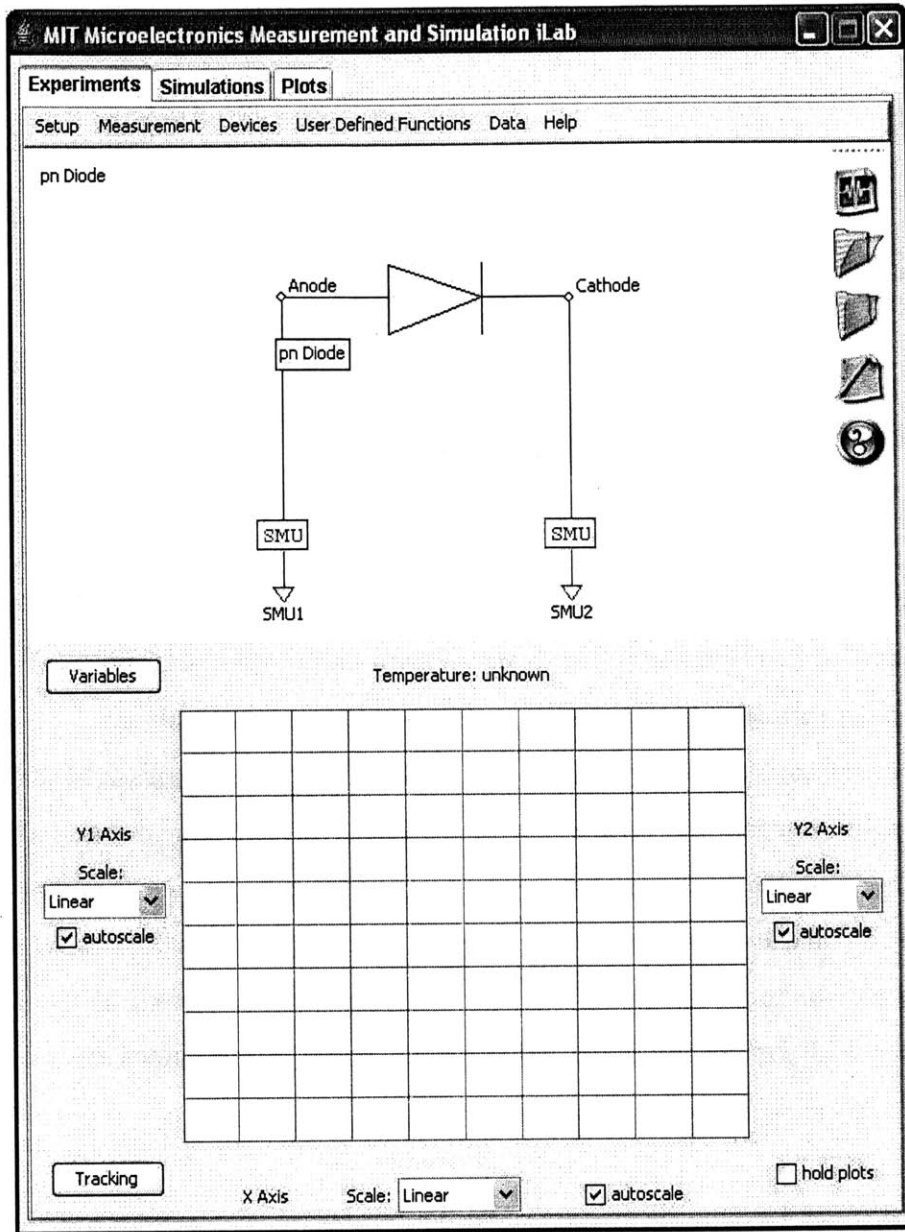 MIT Microelectronics Measurement and Simulation iLab
Experiments Simulations Plots
Setup Measurement Devices User Defined Functions Data Help
pn Diode
Anode
Cathode
pn Diode
SMU
SMU
SMU1
SMU2
Variables
Temperature: unknown
Y1 Axis
Scale:
Linear
autoscale
Y2 Axis
Scale:
Linear
autoscale
Tracking
X Axis
Scale: Linear
autoscale
hold plots